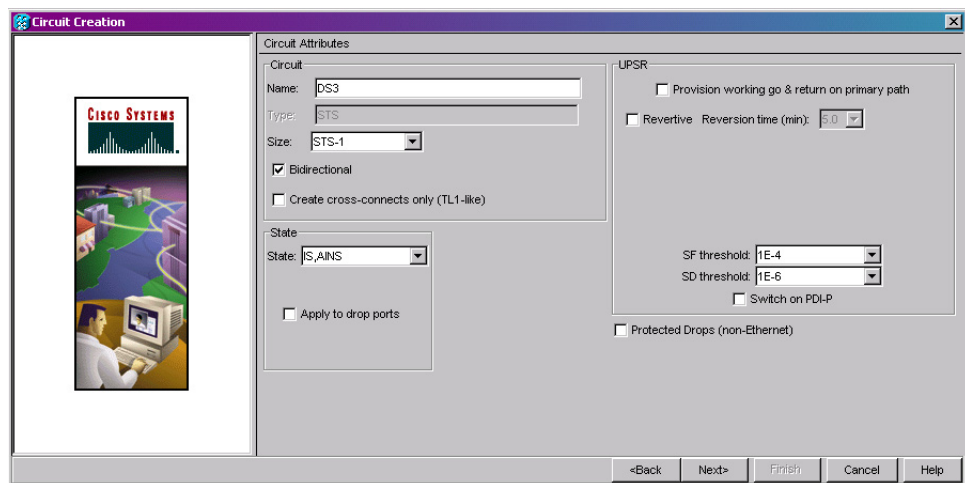 Circuit Creation
CISCO SYSTEMS
Circuit Attributes
Circuit
Name: DS3
Type: STS
Size: STS-1
Bidirectional
Create cross-connects only (TL1-like)
State
State: IS,AINS
Apply to drop ports
UPSR
Provision working go & return on primary path
Revertive Reversion time (min): 5.0
SF threshold: 1E-4
SD threshold: 1E-6
Switch on PDI-P
Protected Drops (non-Ethernet)
<Back Next> Finish Cancel Help